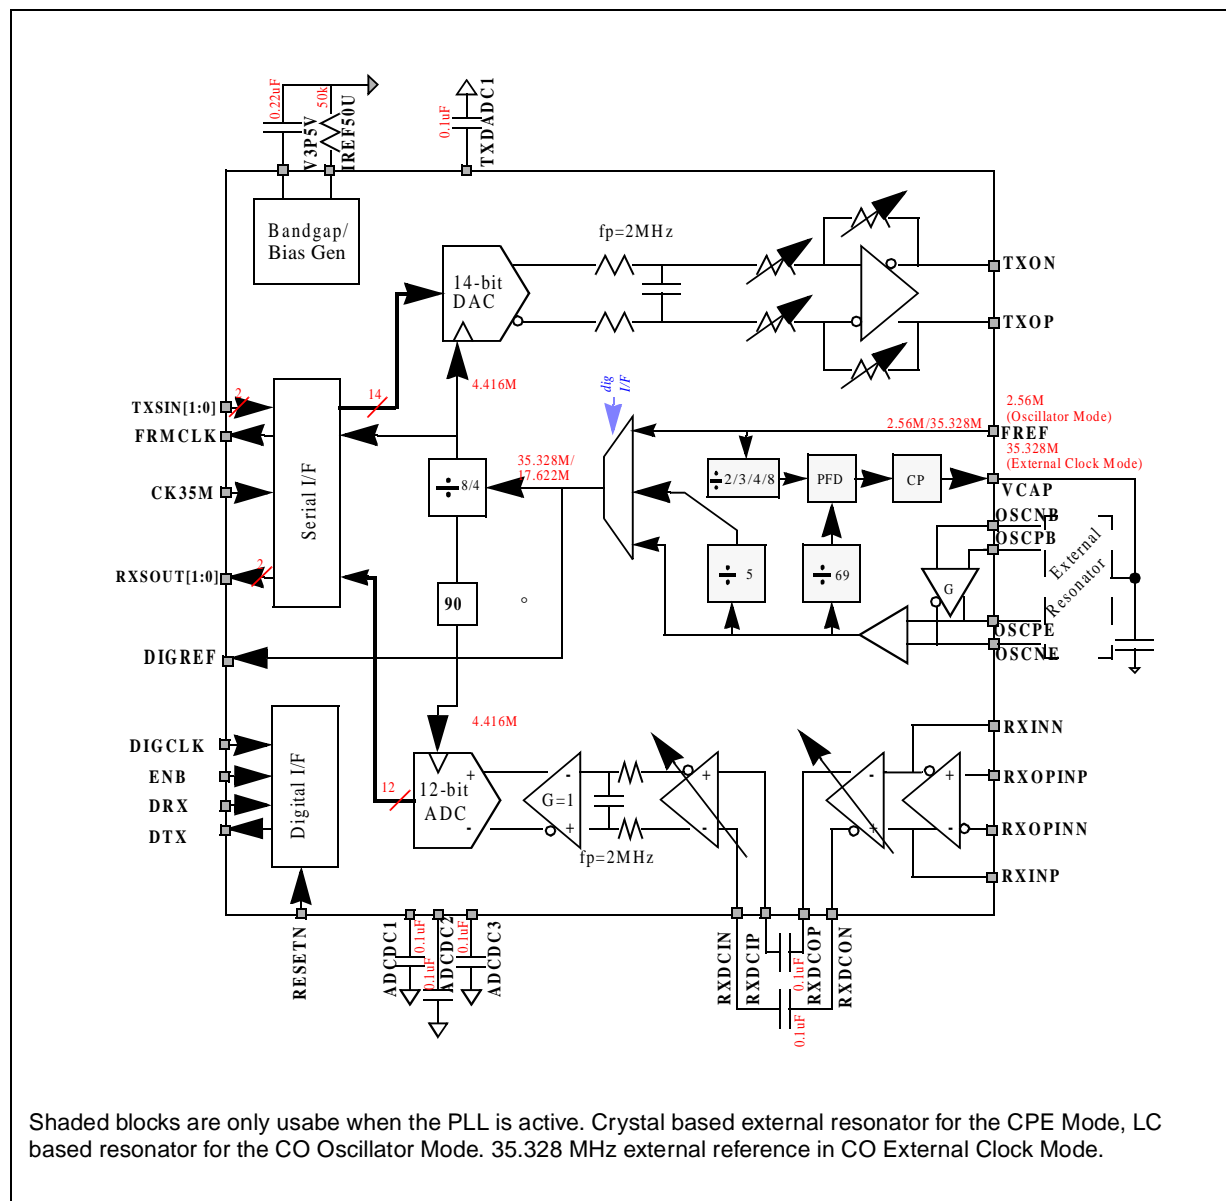 0.22uF
V3P5V
50k
IREF50U
0.1uF
TXDADC1
Bandgap/
Bias Gen
14-bit
DAC
fp=2MHz
TXON
TXOP
TXSIN[1:0]
2
FRMCLK
CK35M
RXSOUT[1:0]
2
DIGREF
Serial I/F
14
4.416M
÷ 8/4
90
°
35.328M/
17.622M
dig
I/F
2.56M/35.328M
2.56M
(Oscillator Mode)
FREF
35.328M
(External Clock Mode)
VCAP
÷ 2/3/4/8
PFD
CP
÷ 5
÷ 69
OSCNB
OSCPB
G
External
Resonator
OSCPE
OSCNE
DIGCLK
ENB
DRX
DTX
Digital I/F
12
4.416M
12-bit
ADC
+
-
G=1
-
+
fp=2MHz
+
-
-
+
+
-
RXINN
RXOPINP
RXOPINN
RXINP
RESETN
ADCDC1
0.1uF
ADCDC2
0.1uF
ADCDC3
0.1uF
RXDCIN
RXDCIP
RXDCOP
RXDCON
0.1uF
0.1uF
Shaded blocks are only usabe when the PLL is active. Crystal based external resonator for the CPE Mode, LC
based resonator for the CO Oscillator Mode. 35.328 MHz external reference in CO External Clock Mode.